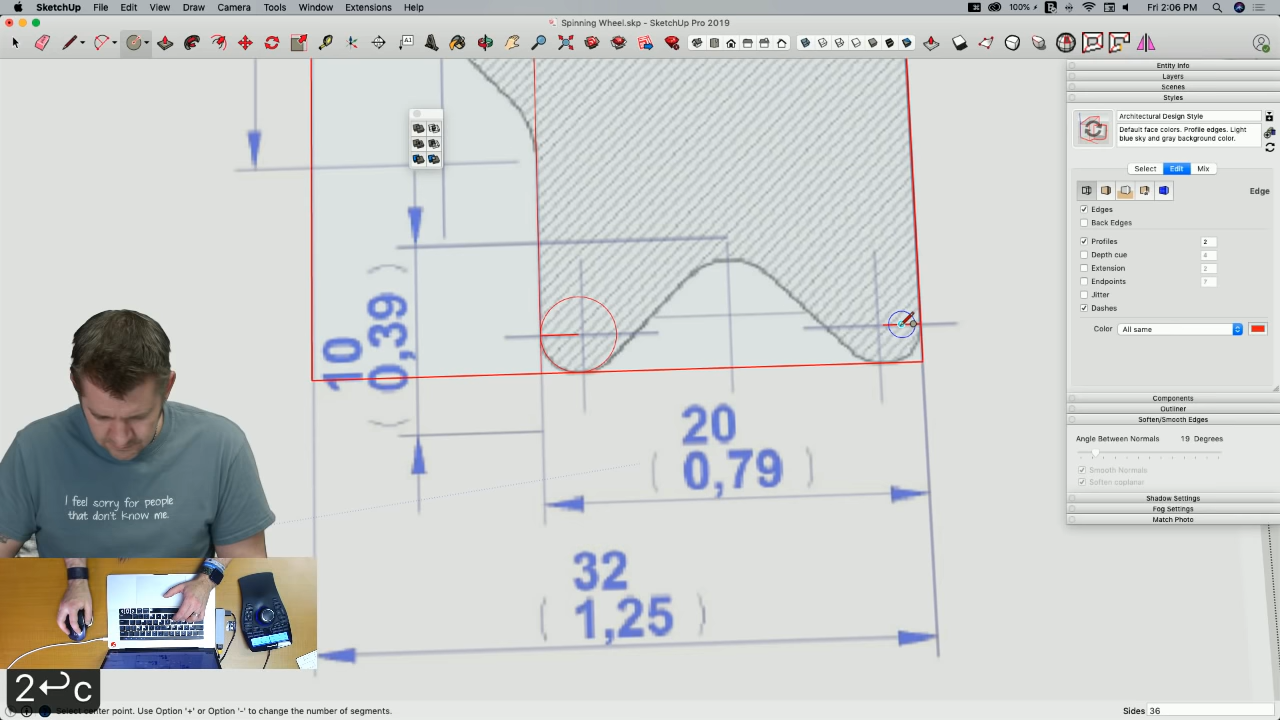 SketchUp File Edit View Camera Draw Tools Window Extensions Help
100% Fri 2:06 PM
Spinning Wheel.skp - SketchUp Pro 2019
A1
Entity Info
Layers
Scenes
Styles
Architectural Design Style
Default face colors. Profile edges. Light
blue sky and gray background color.
Select Edit Mix
Edge
Edges
Back Edges
Profiles 2
Depth cue 4
Extension 2
Endpoints 7
Jitter
Dashes
Color All same
Components
Outliner
Soften/Smooth Edges
Angle Between Normals 19 Degrees
Smooth Normals
Soften coplanar
Shadow Settings
Fog Settings
Match Photo
10
( 0,39 )
20
( 0,79 )
32
( 1,25 )
I feel sorry for people
that don't know me.
2↩c
Select center point. Use Option '+' or Option '-' to change the number of segments.
Sides 36